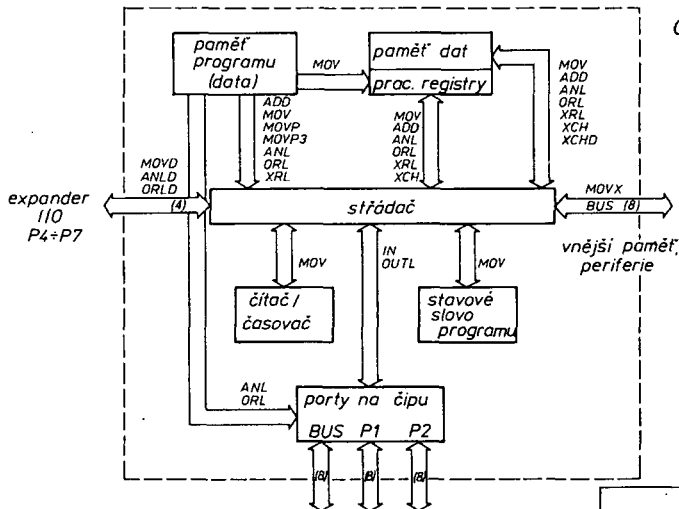 paměť
programu
(data)
MOV
paměť dat
prac. registry
MOV
ADD
ANL
ORL
XRL
XCH
XCHD
ADD
MOV
MOVP
MOVP3
ANL
ORL
XRL
MOV
ADD
ANL
ORL
XRL
XCH
MOVD
ANLD
ORLD
(4)
expander
I/O
P4÷P7
střádač
MOVX
BUS (8)
vnější paměť,
periferie
MOV
čítač/
časovač
IN
OUTL
MOV
stavové
slovo
programu
ANL
ORL
porty na čipu
BUS P1 P2
(8) (8) (8)